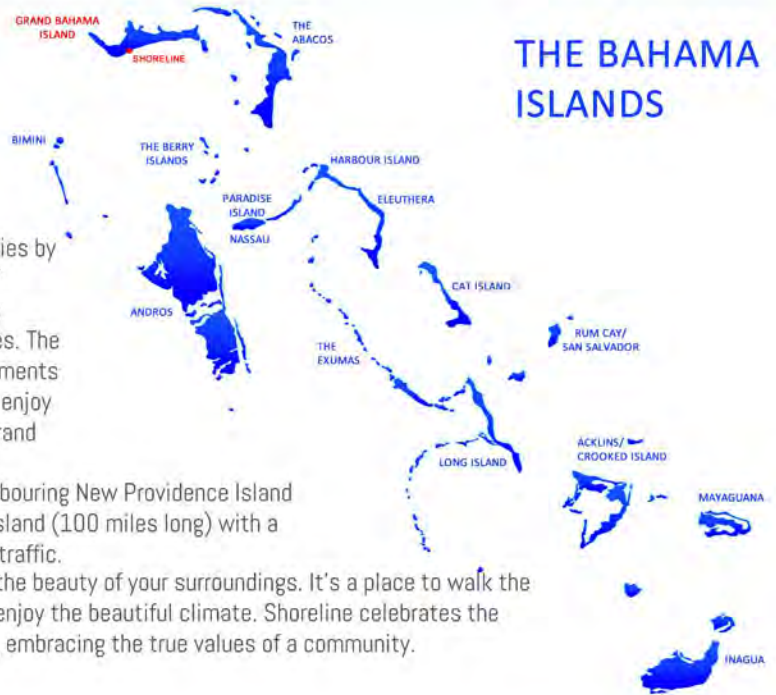 GRAND BAHAMA
ISLAND
SHORELINE
THE
ABACOS
THE BAHAMA
ISLANDS
BIMINI
THE BERRY
ISLANDS
HARBOUR ISLAND
PARADISE
ISLAND
ELEUTHERA
NASSAU
CAT ISLAND
ANDROS
RUM CAY/
SAN SALVADOR
THE
EXUMAS
LONG ISLAND
ACKLINS/
CROOKED ISLAND
MAYAGUANA
INAGUA
ies by
es. The
ments
enjoy
rand
bouring New Providence Island
sland (100 miles long) with a
traffic.
the beauty of your surroundings. It's a place to walk the
enjoy the beautiful climate. Shoreline celebrates the
embracing the true values of a community.